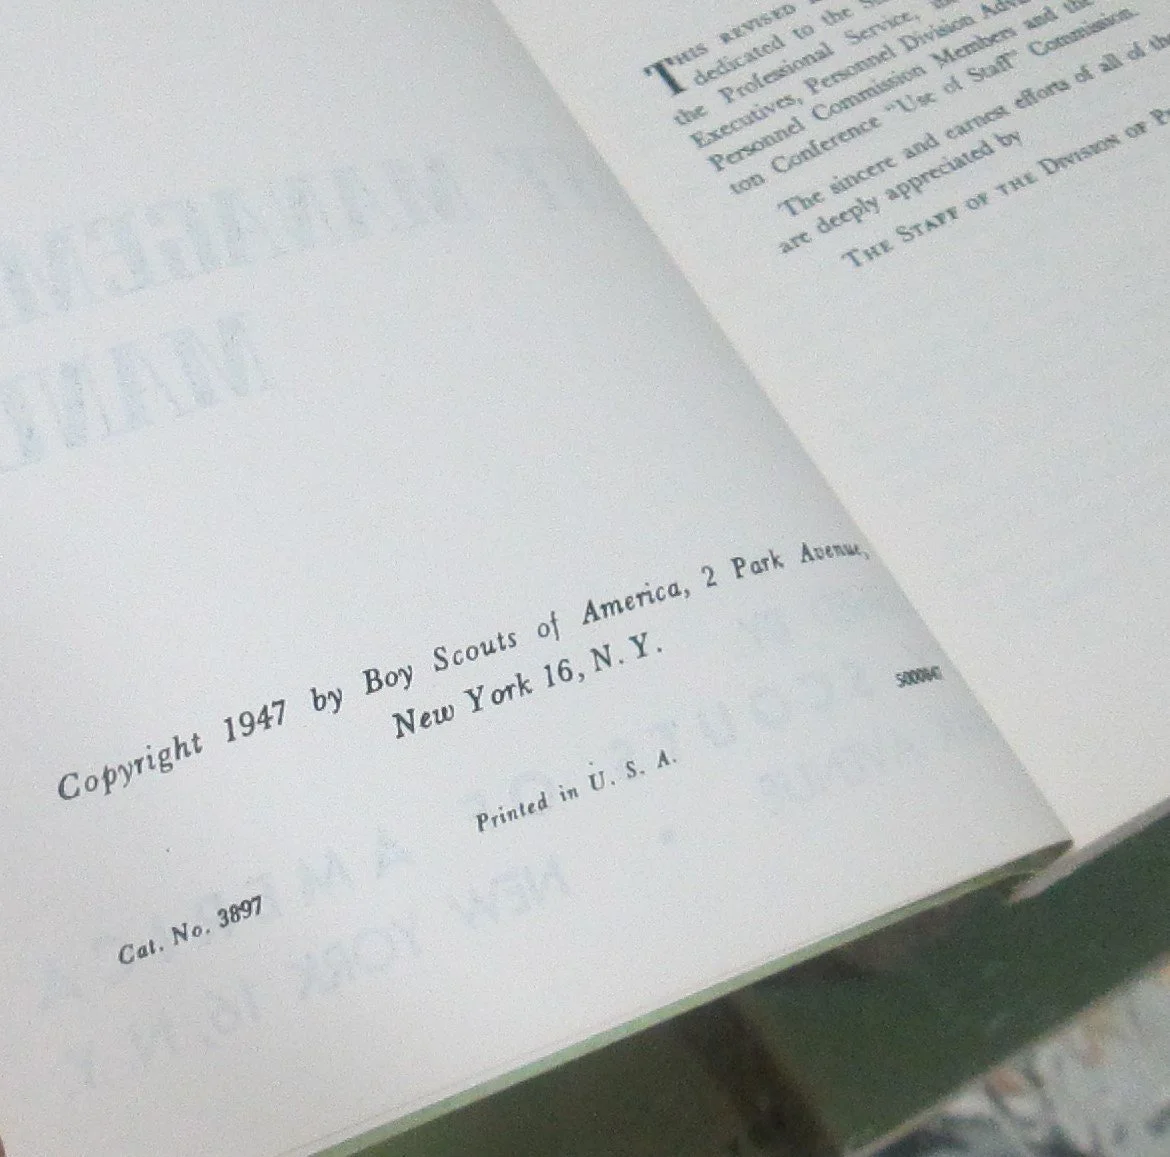 Copyright 1947 by Boy Scouts of America, 2 Park Avenue,
New York 16, N. Y.
Printed in U. S. A.
Cat. No. 3897
THIS REVISED
dedicated to the
the Professional Service,
Executives, Personnel Division
Personnel Commission Members and the
ton Conference "Use of Staff" Commission.
The sincere and earnest efforts of all of the
are deeply appreciated by
THE STAFF OF THE DIVISION OF